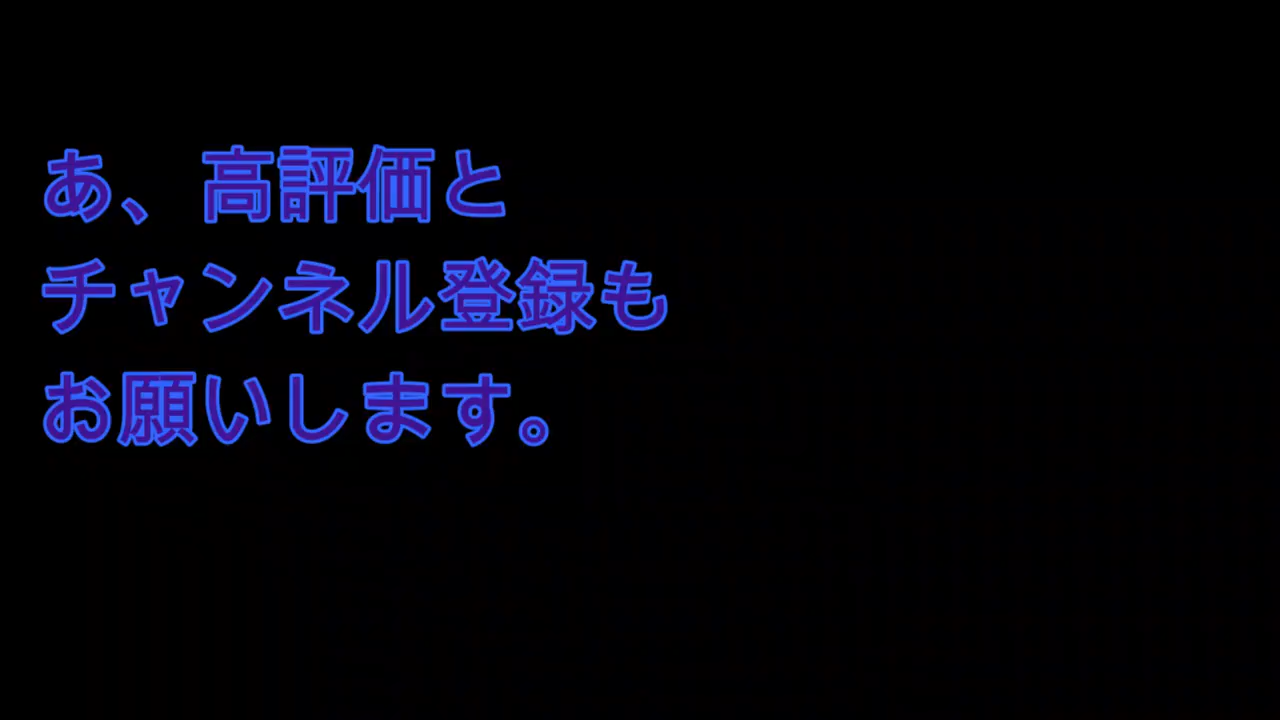 あ、高評価と
チャンネル登録も
お願いします。